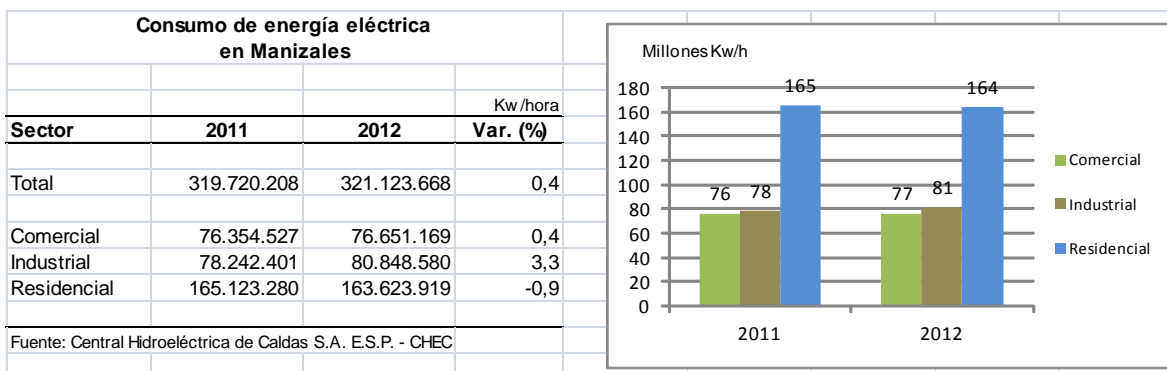 Consumo de energía eléctrica
en Manizales
Kw/hora
Sector 2011 2012 Var. (%)
Total 319.720.208 321.123.668 0,4
Comercial 76.354.527 76.651.169 0,4
Industrial 78.242.401 80.848.580 3,3
Residencial 165.123.280 163.623.919 -0,9
Fuente: Central Hidroeléctrica de Caldas S.A. E.S.P. - CHEC
Millones Kw/h
180
160
140
120
100
80
60
40
20
0
76 78 165
77 81 164
2011 2012
Comercial
Industrial
Residencial